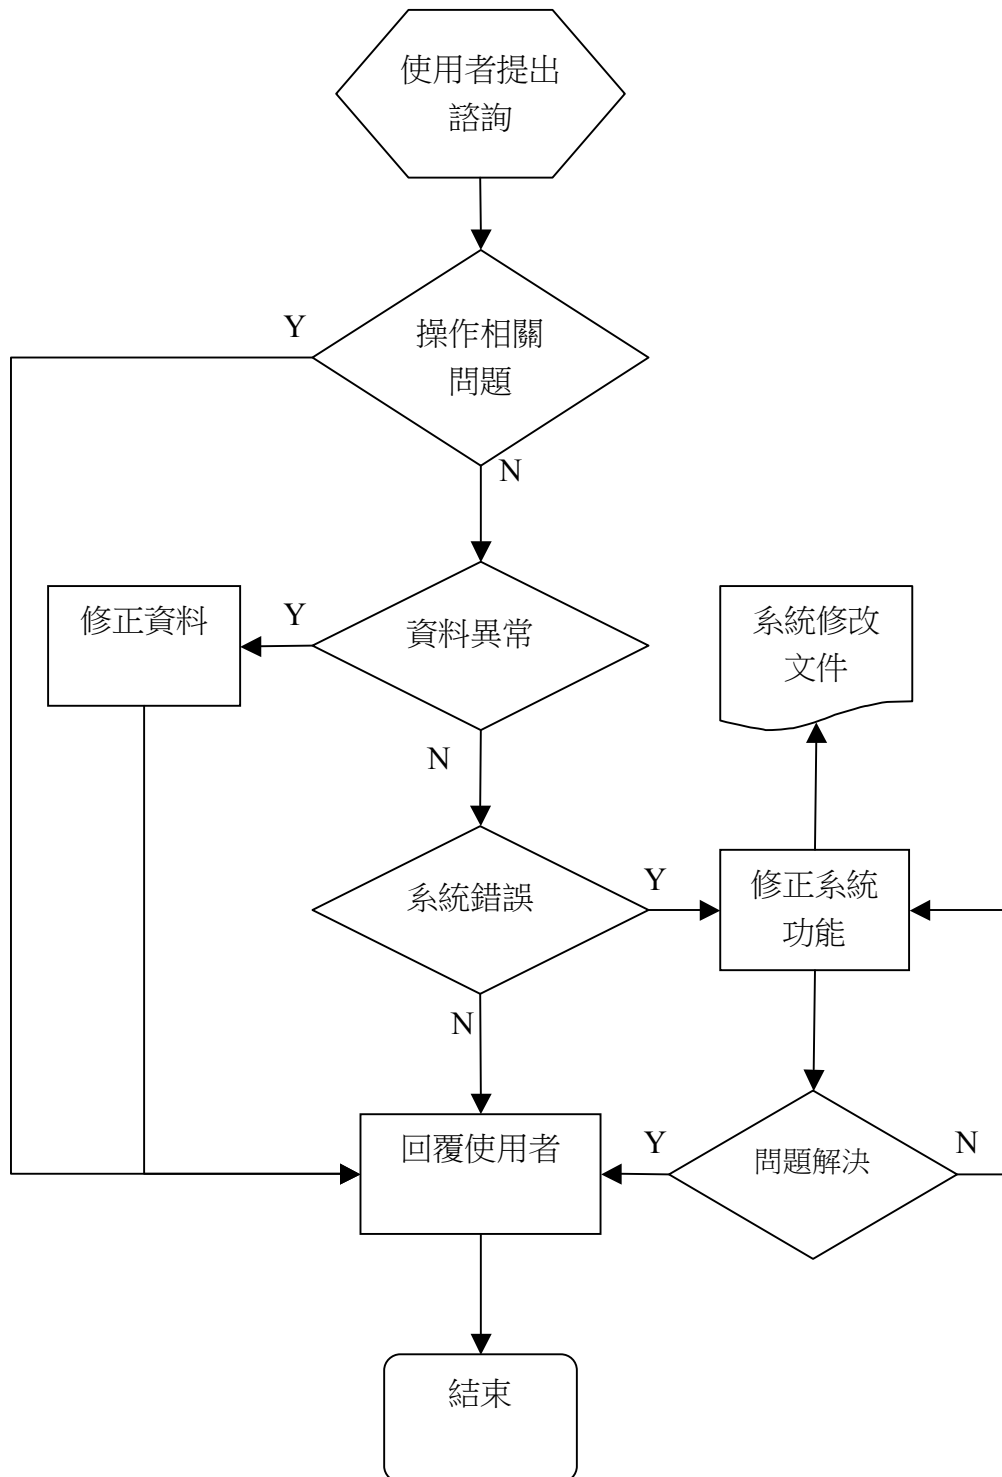 使用者提出
諮詢
Y
操作相關
問題
N
修正資料
Y
資料異常
系統修改
文件
N
系統錯誤
Y
修正系統
功能
N
回覆使用者
Y
問題解決
N
結束